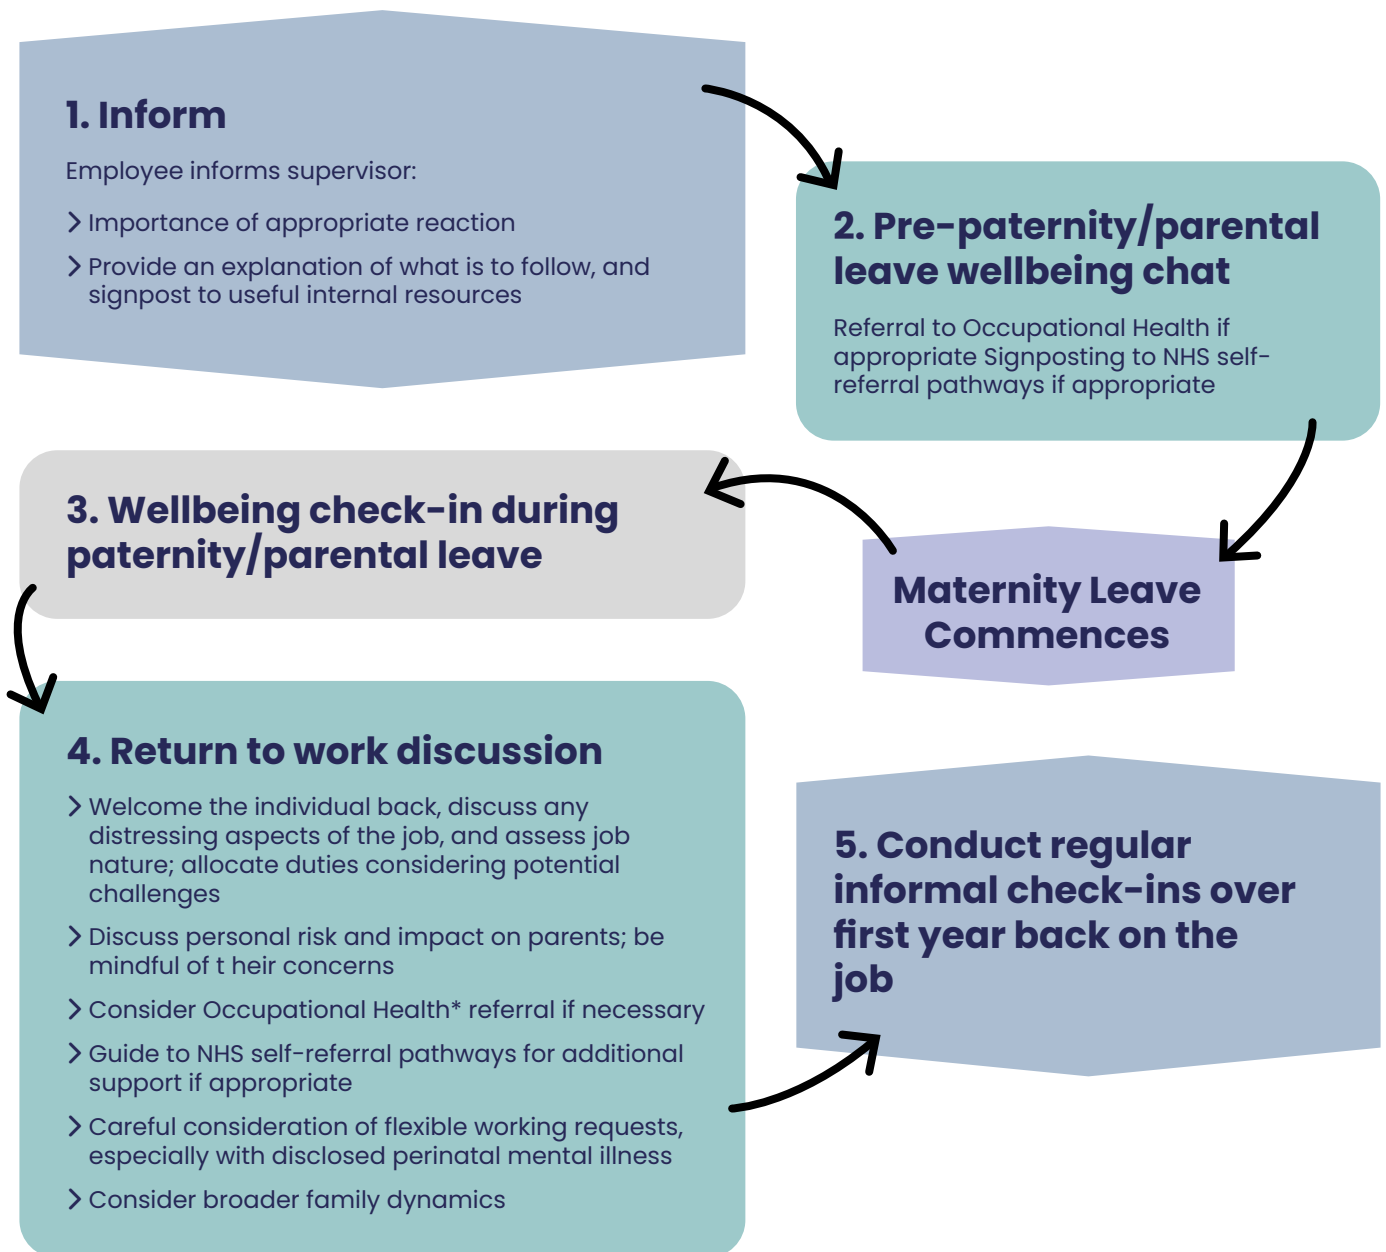 1. Inform
Employee informs supervisor:
Importance of appropriate reaction
Provide an explanation of what is to follow, and
signpost to useful internal resources
2. Pre-paternity/parental
leave wellbeing chat
Referral to Occupational Health if
appropriate Signposting to NHS self-
referral pathways if appropriate
Maternity Leave
Commences
3. Wellbeing check-in during
paternity/parental leave
4. Return to work discussion
Welcome the individual back, discuss any
distressing aspects of the job, and assess job
nature; allocate duties considering potential
challenges
Discuss personal risk and impact on parents; be
mindful of t heir concerns
Consider Occupational Health* referral if necessary
Guide to NHS self-referral pathways for additional
support if appropriate
Careful consideration of flexible working requests,
especially with disclosed perinatal mental illness
Consider broader family dynamics
5. Conduct regular
informal check-ins over
first year back on the
job